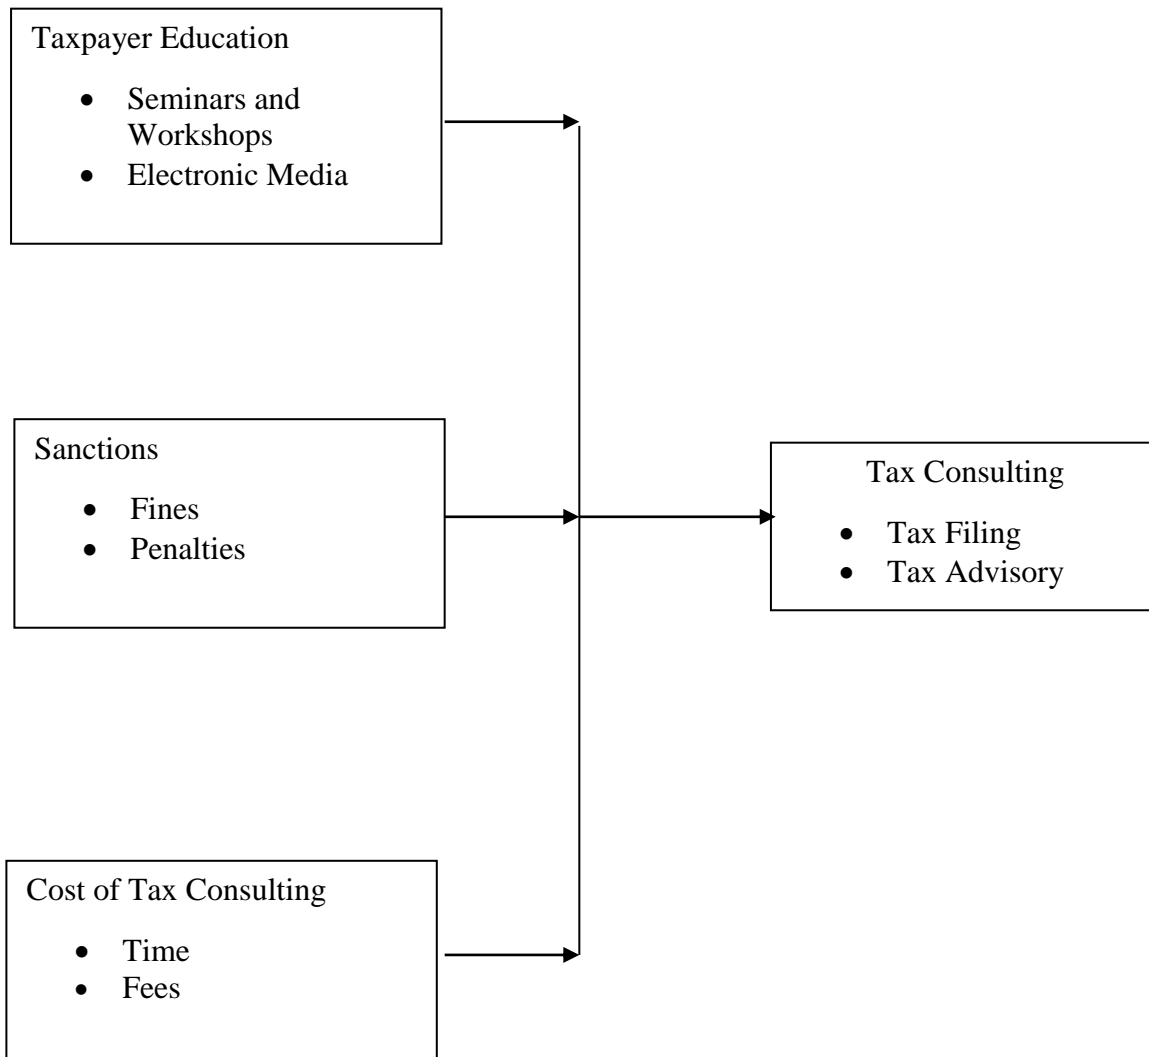 Taxpayer Education
• Seminars and
Workshops
• Electronic Media
Sanctions
• Fines
• Penalties
Tax Consulting
• Tax Filing
• Tax Advisory
Cost of Tax Consulting
• Time
• Fees